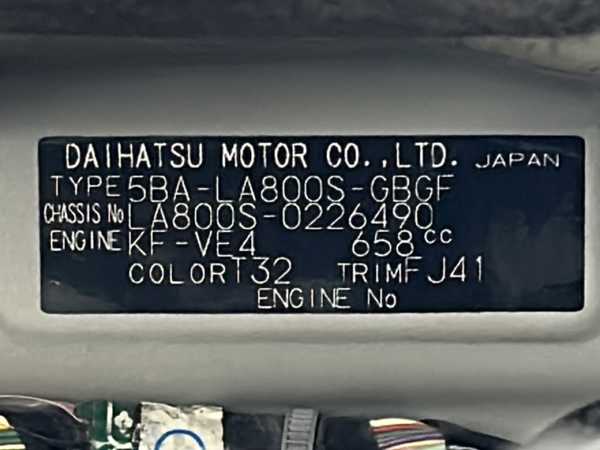 DAIHATSU MOTOR CO.,LTD. JAPAN
TYPE 5BA-LA800S-GBGF
CHASSIS No LA800S-0226490
ENGINE KF-VE4 658cc
COLOR T32 TRIM FJ41
ENGINE No